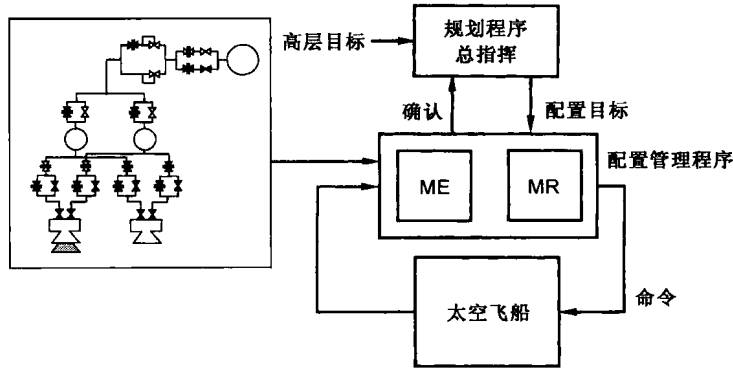 高层目标
规划程序
总指挥
确认
配置目标
配置管理程序
ME
MR
太空飞船
命令